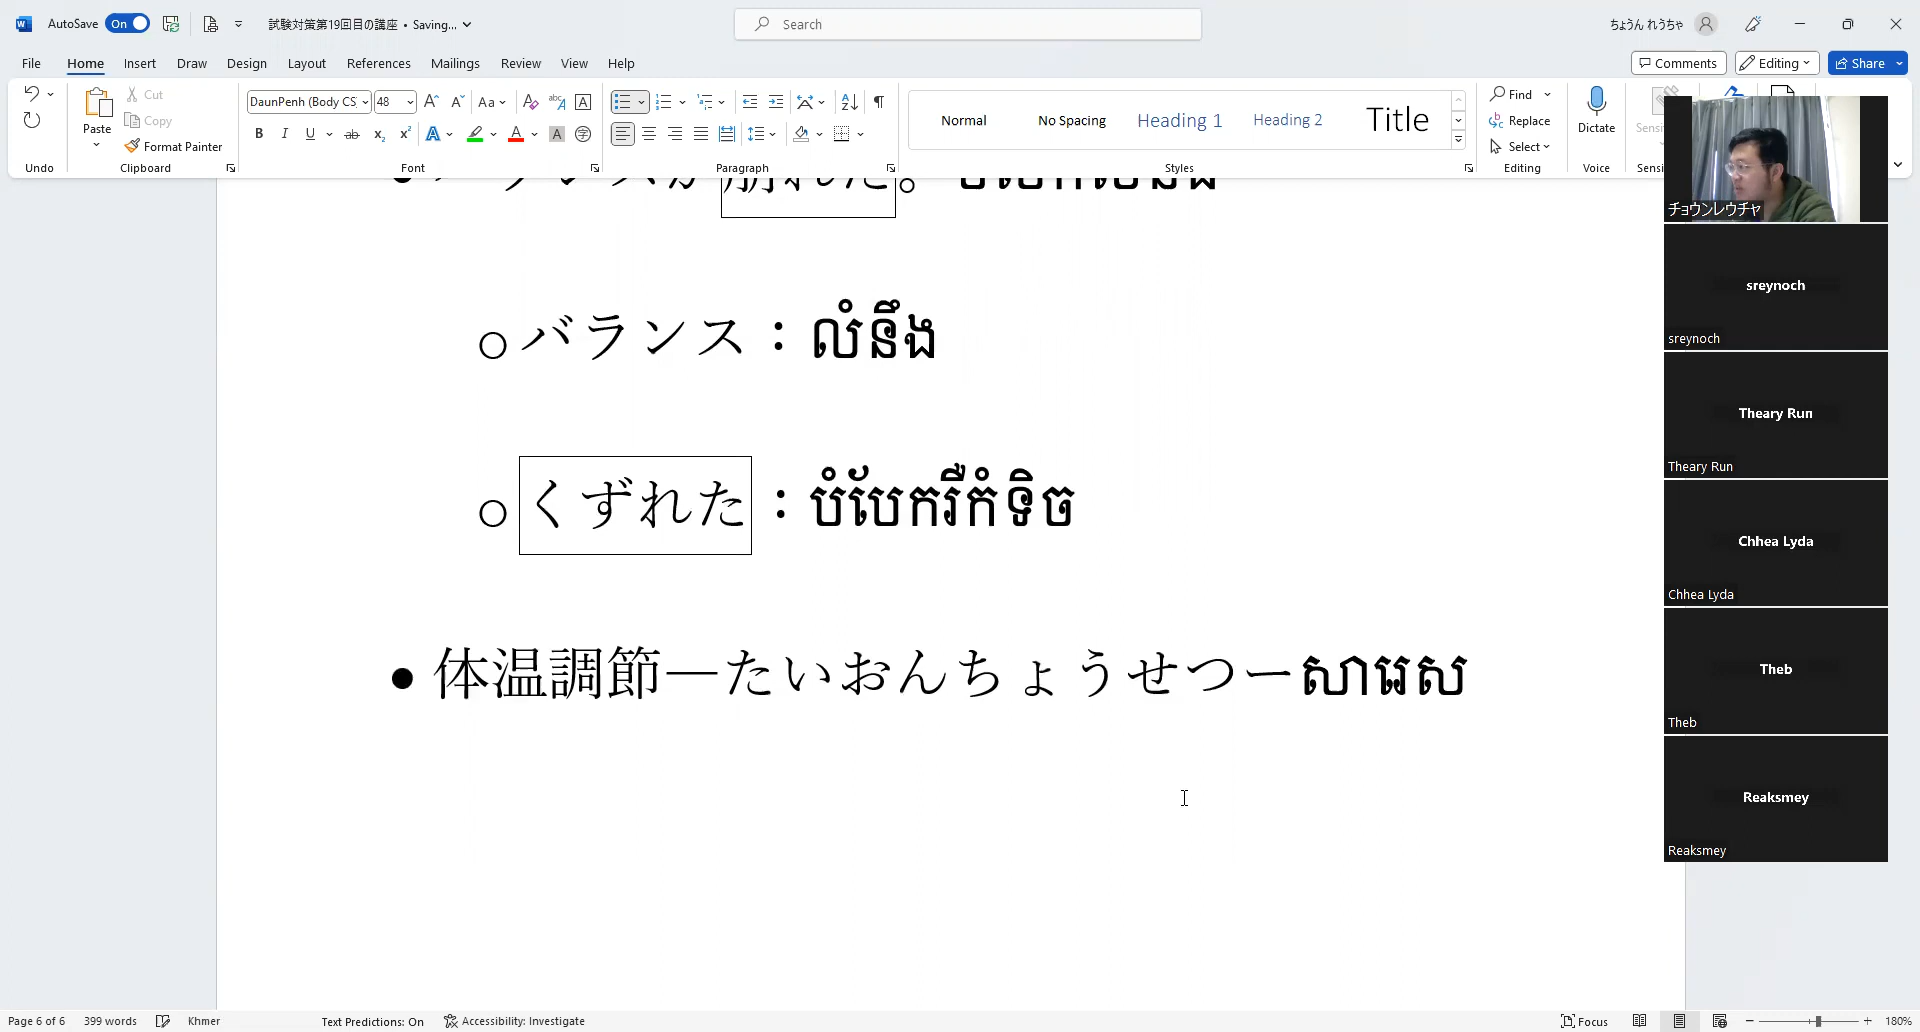 AutoSave On 試験対策第19回目の講座 • Saving... Search ちょうん れうちゃ
File Home Insert Draw Design Layout References Mailings Review View Help Comments Editing Share
Paste Cut Copy Format Painter
DaunPenh (Body CS) 48
Normal No Spacing Heading 1 Heading 2 Title
Find Replace Select
Dictate
Undo Clipboard Font Paragraph Styles Editing Voice
バランス：លំនឹង
くずれた：បំបែករឺកំទិច
体温調節―たいおんちょうせつーសារេស
チョウンレウチャ
sreynoch
sreynoch
Theary Run
Theary Run
Chhea Lyda
Chhea Lyda
Theb
Theb
Reaksmey
Reaksmey
Page 6 of 6 399 words Khmer Text Predictions: On Accessibility: Investigate Focus 180%